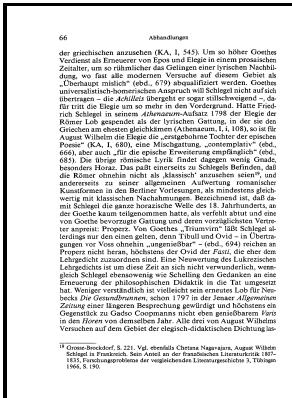 66 Abhandlungen
der griechischen anzusehen (KA, I, 545). Um so höher Goethes
Verdienst als Erneuerer von Epos und Elegie in einem prosaischen
Zeitalter, um so rühmlicher das Gelingen einer lyrischen Nachbil-
dung, wo fast alle modernen Versuche auf diesem Gebiet als
„Überhaupt mislich“ (ebd., 679) abqualifiziert werden. Goethes
universalistisch-homerischen Anspruch will Schlegel nicht auf sich
übertragen – die Achilleis übergeht er sogar stillschweigend –, da-
für tritt die Elegie um so mehr in den Vordergrund. Hatte Fried-
rich Schlegel in seinem Athenaeum-Aufsatz 1798 der Elegie der
Römer Lob gespendet als der lyrischen Gattung, in der sie den
Griechen am ehesten gleichkämen (Athenaeum, I, i, 108), so ist für
August Wilhelm die Elegie die „erstgebohrne Tochter der epischen
Poesie“ (KA, I, 680), eine Mischgattung, „contemplativ“ (ebd.,
666), aber auch „für die epische Erweiterung empfänglich“ (ebd.,
685). Die übrige römische Lyrik findet dagegen wenig Gnade,
besonders Horaz. Das paßt einerseits zu Schlegels Befinden, daß
die Römer ohnehin nicht als ‚klassisch‘ anzusehen seien¹⁹, und
andererseits zu seiner allgemeinen Aufwertung romanischer
Kunstformen in den Berliner Vorlesungen, als mindestens gleich-
wertig mit klassischen Nachahmungen. Bezeichnend ist, daß da-
mit Schlegel die ganze horazische Welle des 18. Jahrhunderts, an
der Goethe kaum teilgenommen hatte, als verfehlt abtut und eine
von Goethe bevorzugte Gattung und deren vorzüglichsten Vertre-
ter anpreist: Properz. Von Goethes „Triumvirn“ läßt Schlegel al-
lerdings nur den einen gelten, denn Tibull und Ovid – in Übertra-
gungen vor Voss ohnehin „ungenießbar“ – (ebd., 694) reichen an
Properz nicht heran, höchstens der Ovid der Fasti, die eher dem
Lehrgedicht zuzuordnen sind. Eine Neuwertung des Lukrezischen
Lehrgedichts ist um diese Zeit an sich nicht verwunderlich, wenn-
gleich Schlegel ebensowenig wie Schelling den Gedanken an eine
Erneuerung der philosophischen Didaktik in die Tat umgesetzt
hat. Weniger verständlich ist vielleicht sein erneutes Lob für Neu-
becks Die Gesundbrunnen, schon 1797 in der Jenaer Allgemeinen
Zeitung einer längeren Besprechung gewürdigt und höchstens ein
Gegenstück zu Gadso Coopmanns nicht eben genießbarem Varis
in den Horen von demselben Jahr. Alle drei von August Wilhelms
Versuchen auf dem Gebiet der elegisch-didaktischen Dichtung las-
¹⁹ Grosse-Brockdorf, S. 221. Vgl. ebenfalls Chetana Nagavajara, August Wilhelm
Schlegel in Frankreich. Sein Anteil an der französischen Literaturkritik 1807–
1835, Forschungsprobleme der vergleichenden Literaturgeschichte 3, Tübingen
1966, S. 190.